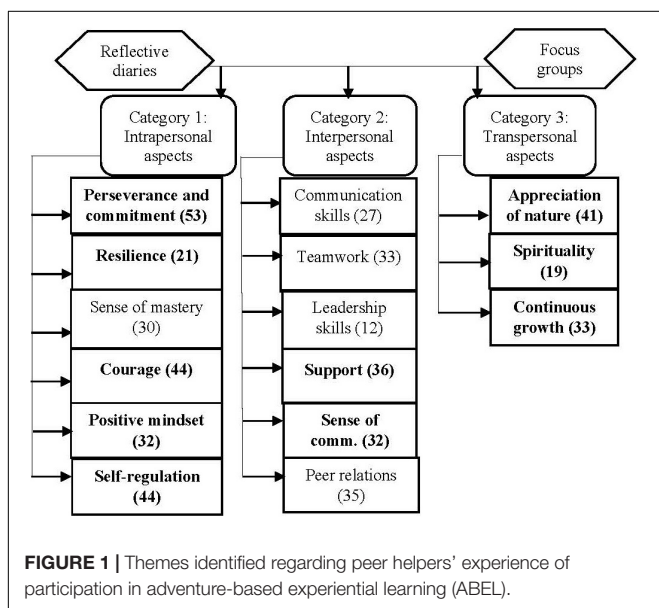 Reflective
diaries
Focus
groups
Category 1:
Intrapersonal
aspects
Category 2:
Interpersonal
aspects
Category 3:
Transpersonal
aspects
Perseverance and
commitment (53)
Resilience (21)
Sense of mastery
(30)
Courage (44)
Positive mindset
(32)
Self-regulation
(44)
Communication
skills (27)
Teamwork (33)
Leadership
skills (12)
Support (36)
Sense of
comm. (32)
Peer relations
(35)
Appreciation
of nature (41)
Spirituality
(19)
Continuous
growth (33)
FIGURE 1 | Themes identified regarding peer helpers' experience of
participation in adventure-based experiential learning (ABEL).